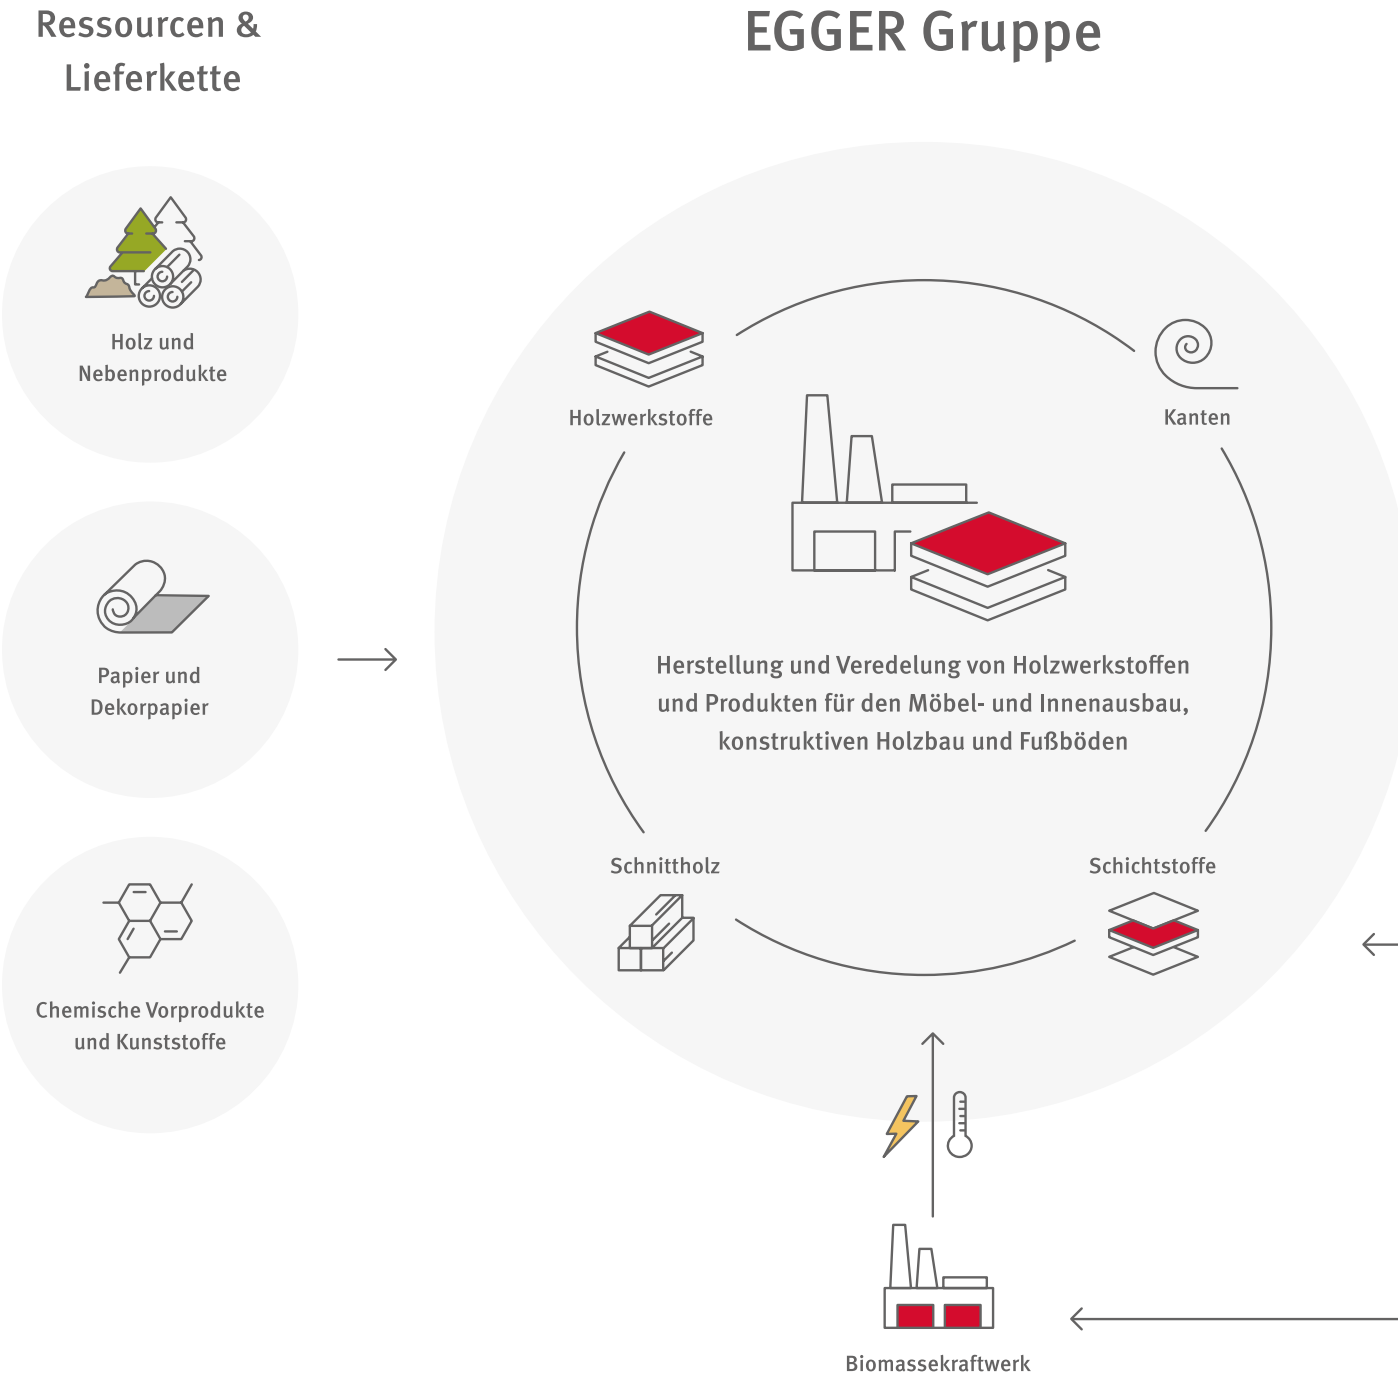 Ressourcen &
Lieferkette
EGGER Gruppe
Holz und
Nebenprodukte
Papier und
Dekorpapier
Chemische Vorprodukte
und Kunststoffe
Holzwerkstoffe
Kanten
Herstellung und Veredelung von Holzwerkstoffen
und Produkten für den Möbel- und Innenausbau,
konstruktiven Holzbau und Fußböden
Schnittholz
Schichtstoffe
Biomassekraftwerk